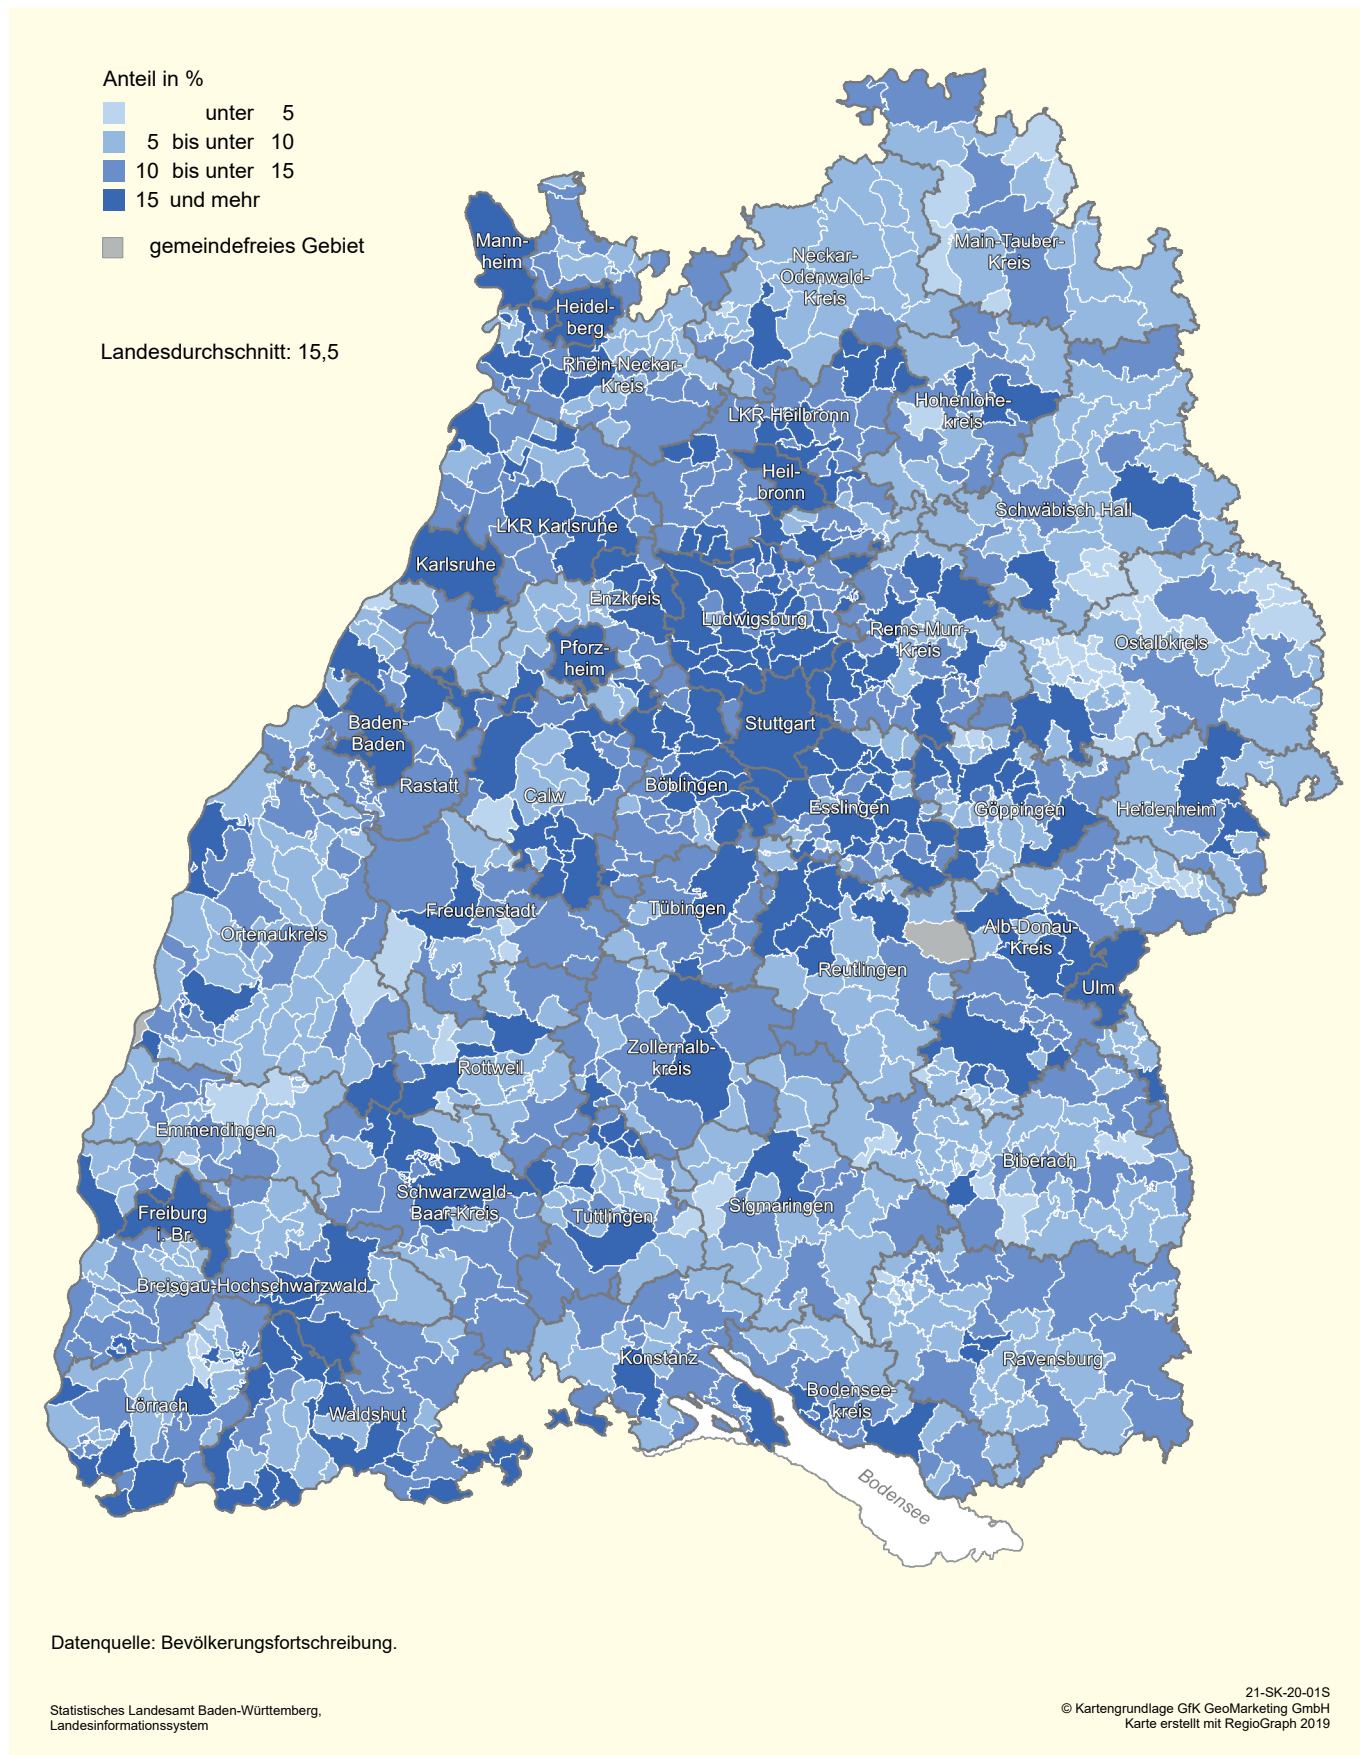 Anteil in %
unter 5
5 bis unter 10
10 bis unter 15
15 und mehr
gemeindefreies Gebiet
Landesdurchschnitt: 15,5
Mann-
heim
Heidel-
berg
Rhein-Neckar-
Kreis
Neckar-
Odenwald-
Kreis
Main-Tauber-
Kreis
LKR Heilbronn
Hohenlohe-
kreis
Heil-
bronn
Schwäbisch Hall
LKR Karlsruhe
Karlsruhe
Enzkreis
Ludwigsburg
Rems-Murr-
Kreis
Ostalbkreis
Pforz-
heim
Baden-
Baden
Stuttgart
Rastatt
Calw
Böblingen
Esslingen
Göppingen
Heidenheim
Freudenstadt
Tübingen
Ortenaukreis
Alb-Donau-
Kreis
Reutlingen
Ulm
Zollernalb-
kreis
Rottweil
Emmendingen
Biberach
Schwarzwald-
Baar-Kreis
Sigmaringen
Freiburg
i. Br.
Tuttlingen
Breisgau-Hochschwarzwald
Konstanz
Ravensburg
Bodensee-
kreis
Lörrach
Waldshut
Bodensee
Datenquelle: Bevölkerungsfortschreibung.
Statistisches Landesamt Baden-Württemberg,
Landesinformationssystem
21-SK-20-01S
© Kartengrundlage GfK GeoMarketing GmbH
Karte erstellt mit RegioGraph 2019